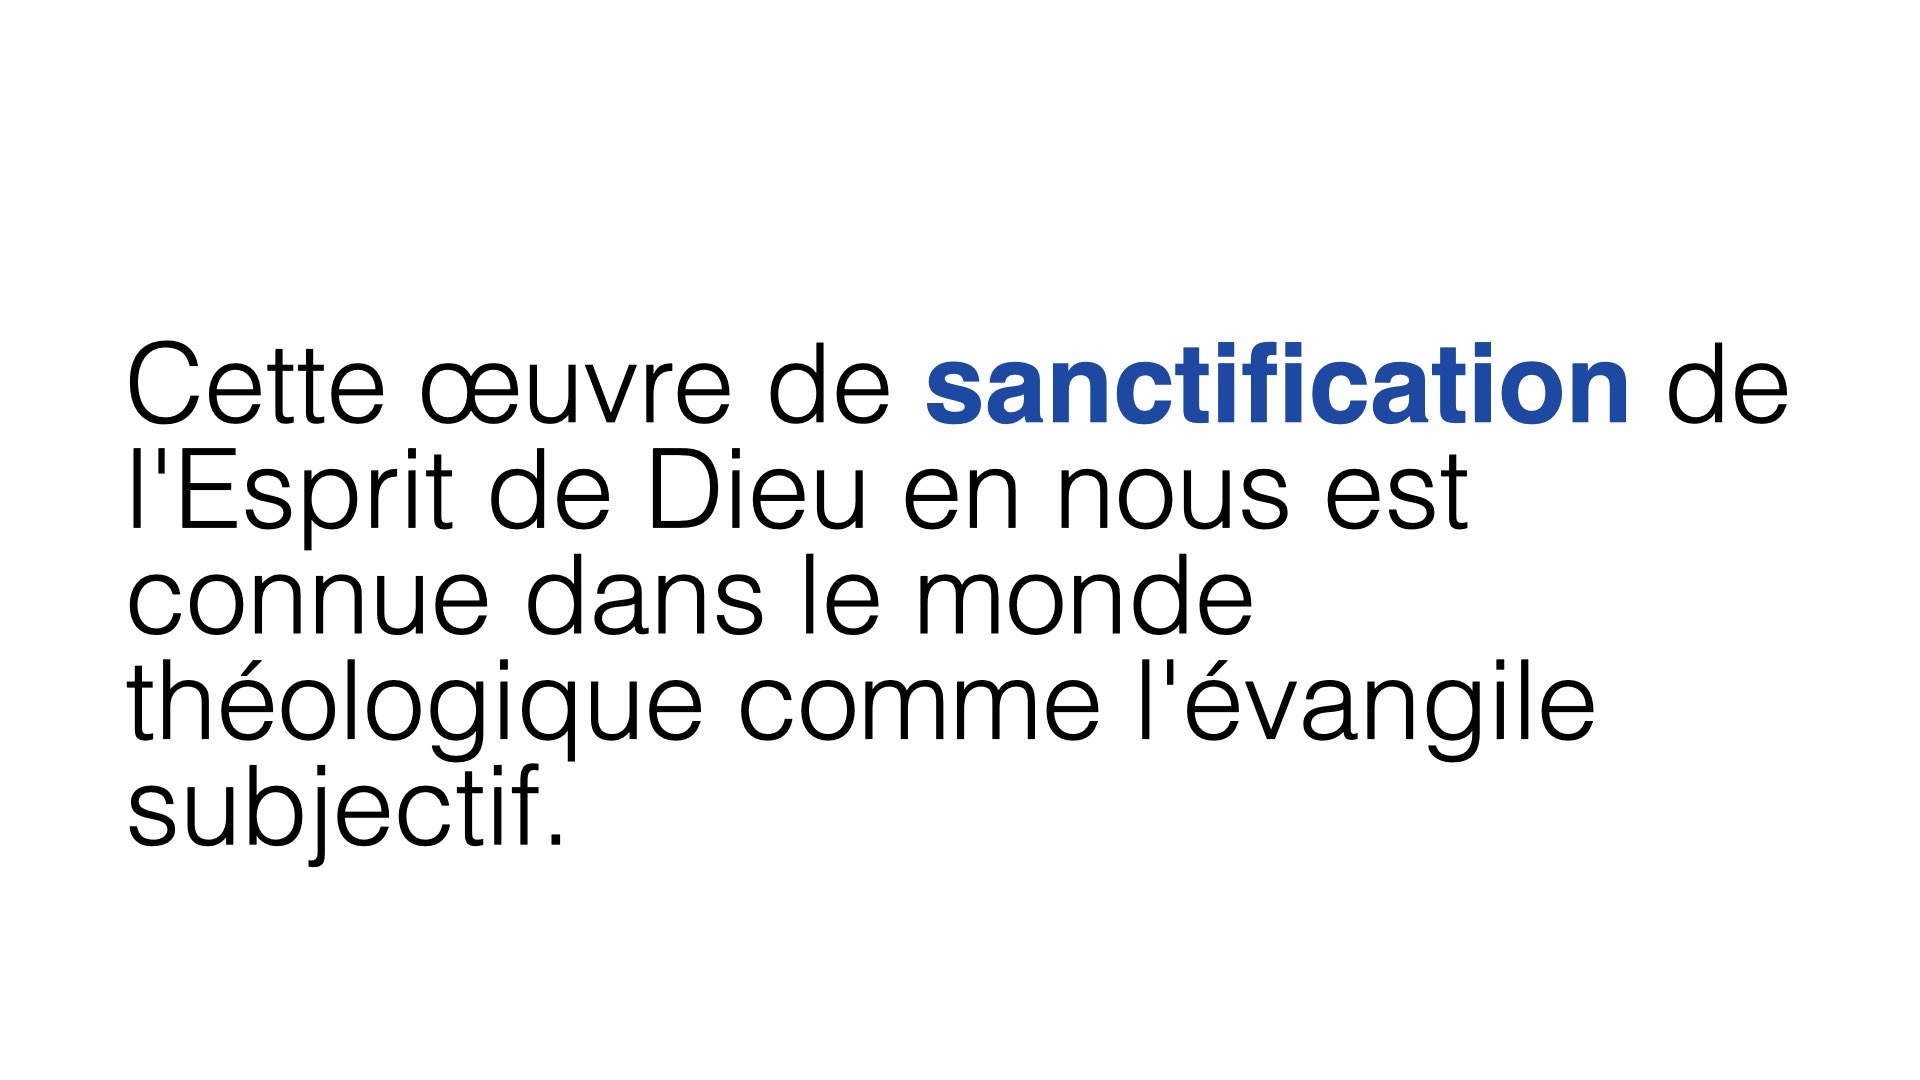 Cette œuvre de sanctification de
l'Esprit de Dieu en nous est
connue dans le monde
théologique comme l'évangile
subjectif.